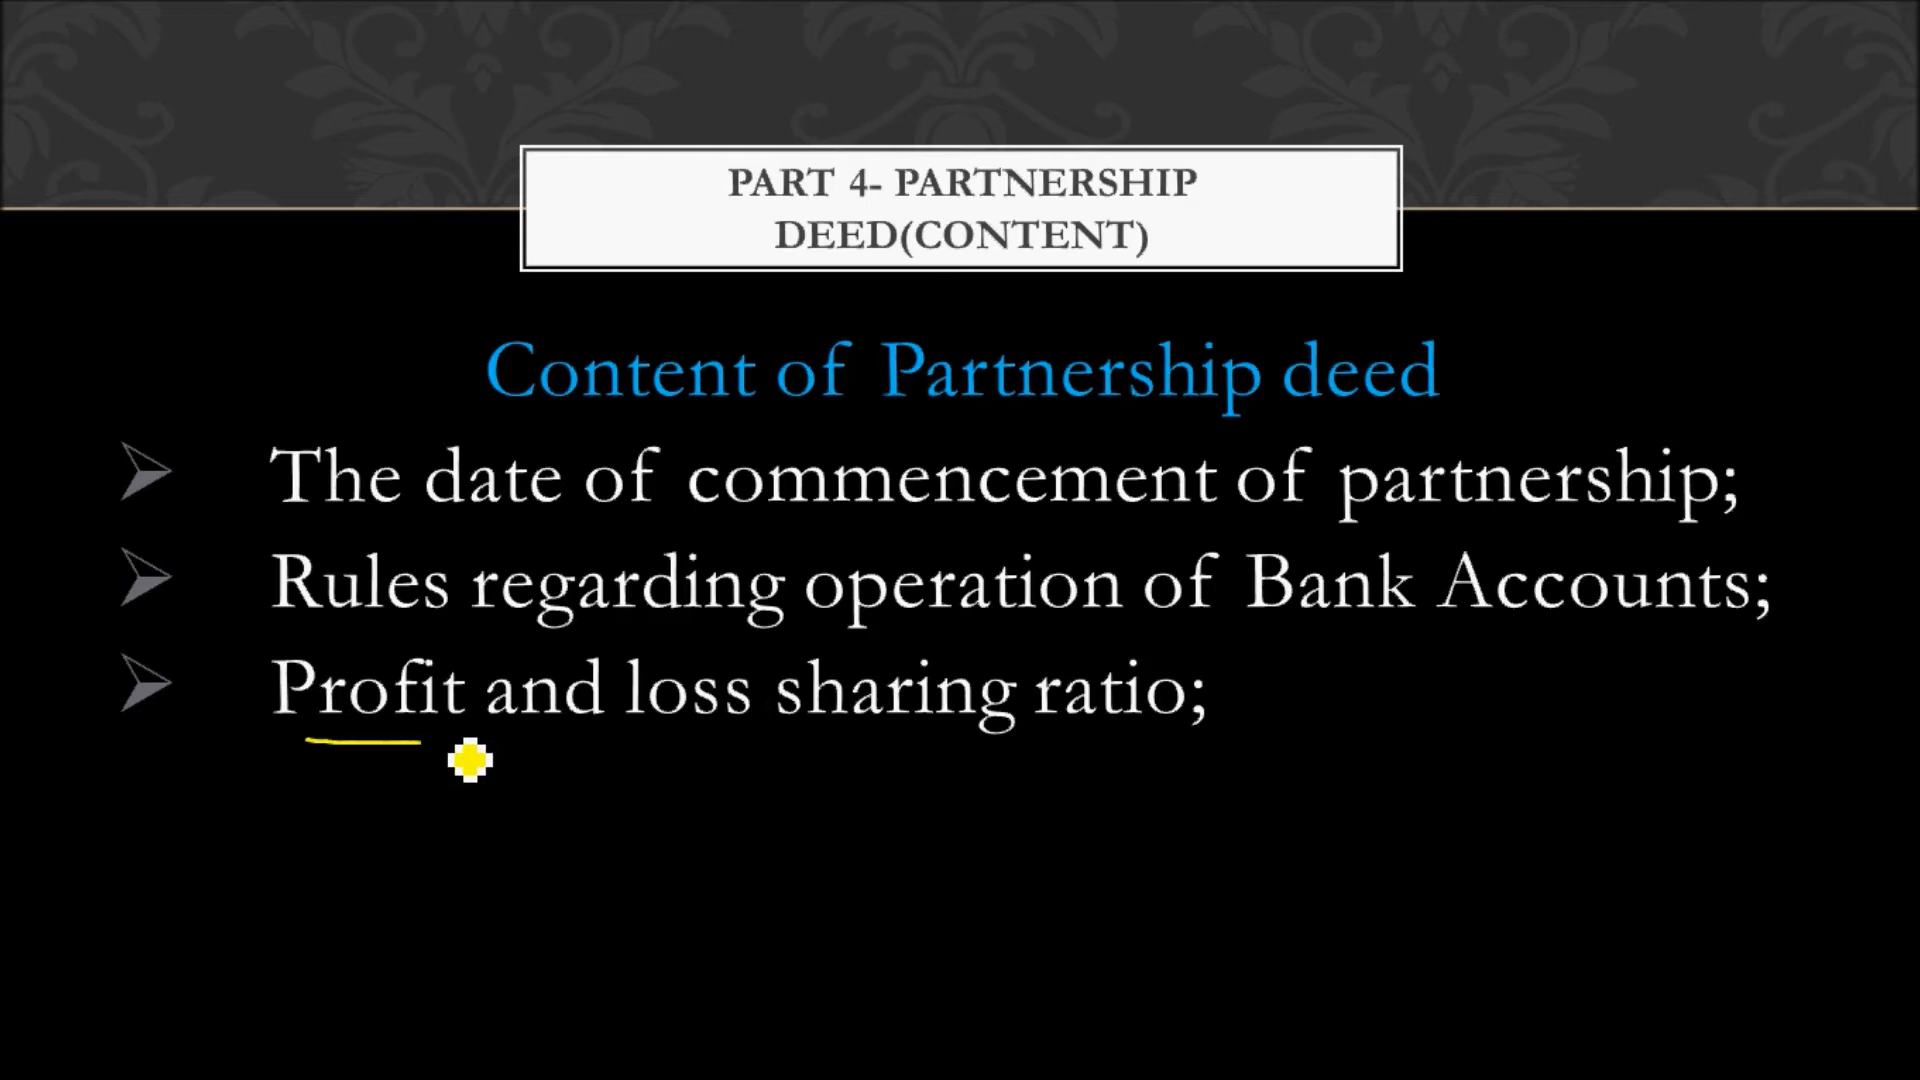 PART 4- PARTNERSHIP
DEED(CONTENT)
Content of Partnership deed
The date of commencement of partnership;
Rules regarding operation of Bank Accounts;
Profit and loss sharing ratio;